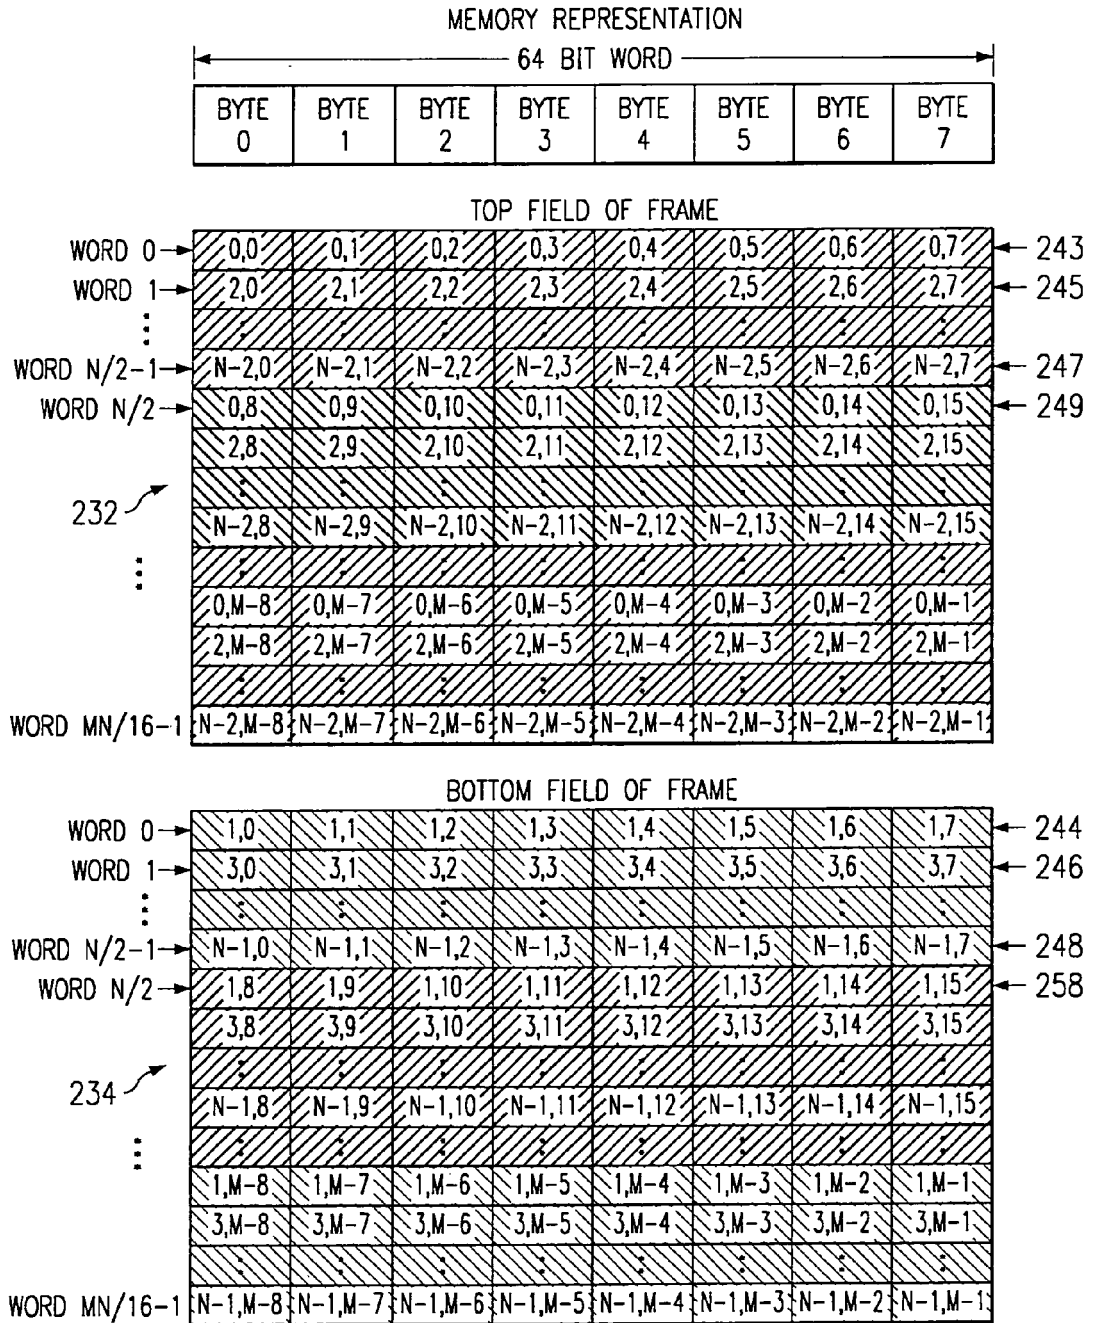 MEMORY REPRESENTATION
64 BIT WORD
BYTE 0 BYTE 1 BYTE 2 BYTE 3 BYTE 4 BYTE 5 BYTE 6 BYTE 7
TOP FIELD OF FRAME
WORD 0 0,0 0,1 0,2 0,3 0,4 0,5 0,6 0,7 243
WORD 1 2,0 2,1 2,2 2,3 2,4 2,5 2,6 2,7 245
WORD N/2-1 N-2,0 N-2,1 N-2,2 N-2,3 N-2,4 N-2,5 N-2,6 N-2,7 247
WORD N/2 0,8 0,9 0,10 0,11 0,12 0,13 0,14 0,15 249
2,8 2,9 2,10 2,11 2,12 2,13 2,14 2,15
232
N-2,8 N-2,9 N-2,10 N-2,11 N-2,12 N-2,13 N-2,14 N-2,15
0,M-8 0,M-7 0,M-6 0,M-5 0,M-4 0,M-3 0,M-2 0,M-1
2,M-8 2,M-7 2,M-6 2,M-5 2,M-4 2,M-3 2,M-2 2,M-1
WORD MN/16-1 N-2,M-8 N-2,M-7 N-2,M-6 N-2,M-5 N-2,M-4 N-2,M-3 N-2,M-2 N-2,M-1
BOTTOM FIELD OF FRAME
WORD 0 1,0 1,1 1,2 1,3 1,4 1,5 1,6 1,7 244
WORD 1 3,0 3,1 3,2 3,3 3,4 3,5 3,6 3,7 246
WORD N/2-1 N-1,0 N-1,1 N-1,2 N-1,3 N-1,4 N-1,5 N-1,6 N-1,7 248
WORD N/2 1,8 1,9 1,10 1,11 1,12 1,13 1,14 1,15 258
3,8 3,9 3,10 3,11 3,12 3,13 3,14 3,15
234
N-1,8 N-1,9 N-1,10 N-1,11 N-1,12 N-1,13 N-1,14 N-1,15
1,M-8 1,M-7 1,M-6 1,M-5 1,M-4 1,M-3 1,M-2 1,M-1
3,M-8 3,M-7 3,M-6 3,M-5 3,M-4 3,M-3 3,M-2 3,M-1
WORD MN/16-1 N-1,M-8 N-1,M-7 N-1,M-6 N-1,M-5 N-1,M-4 N-1,M-3 N-1,M-2 N-1,M-1